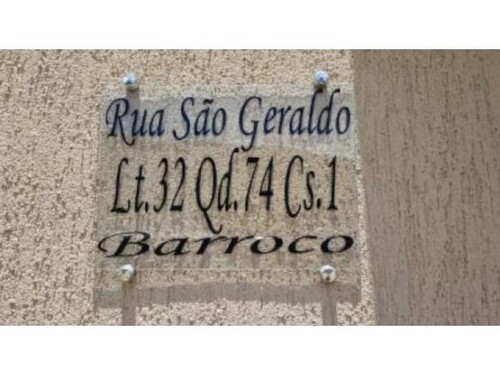 Rua São Geraldo
Lt.32 Qd.74 Cs.1
Barroco